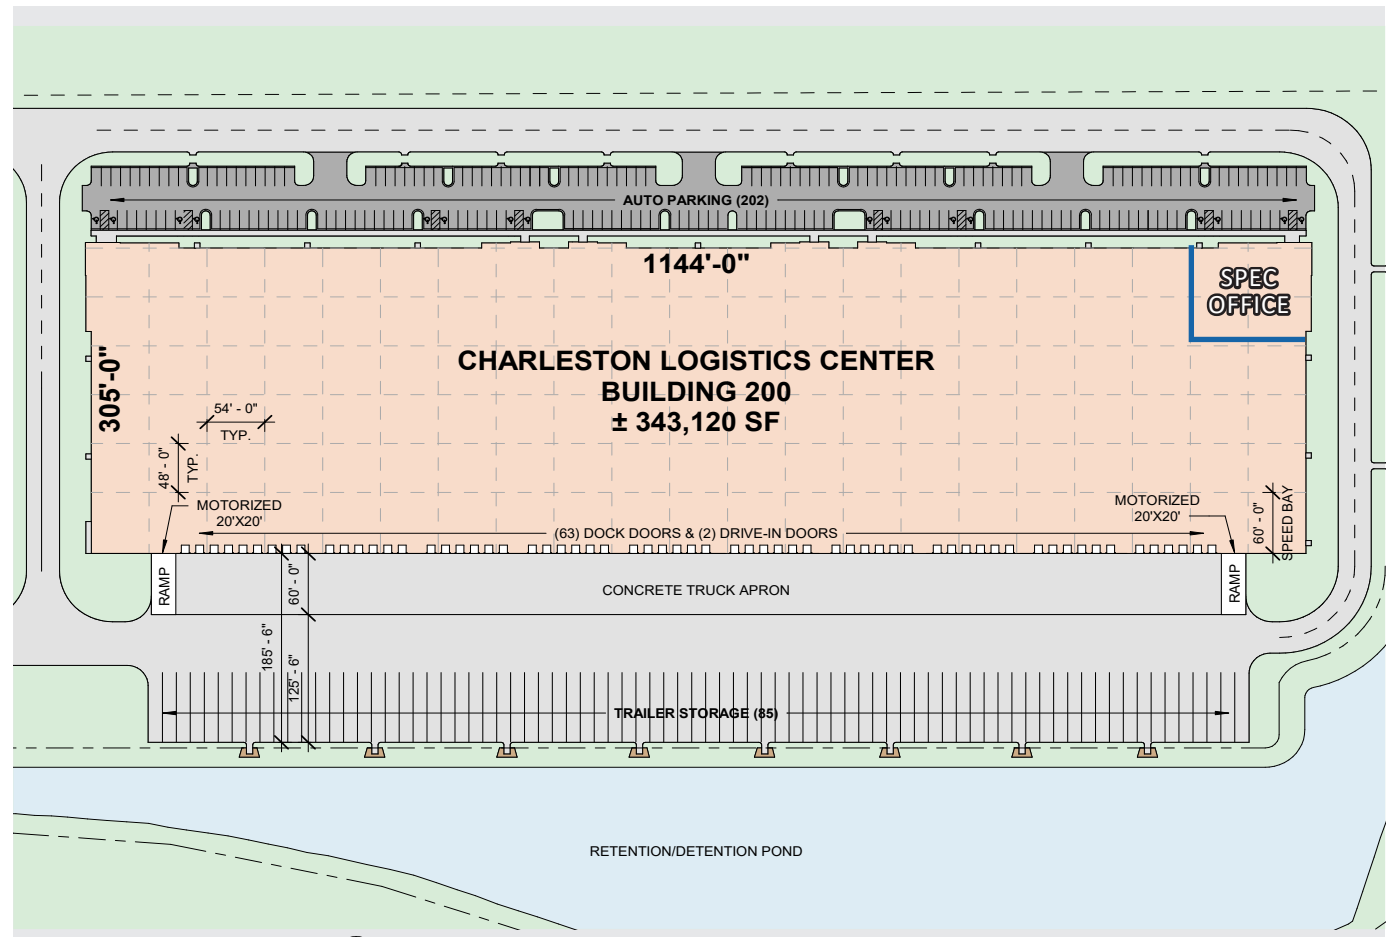 AUTO PARKING (202)
1144'-0"
SPEC
OFFICE
CHARLESTON LOGISTICS CENTER
BUILDING 200
± 343,120 SF
305'-0"
54' - 0"
TYP.
48' - 0"
TYP.
MOTORIZED
20'X20'
MOTORIZED
20'X20'
(63) DOCK DOORS & (2) DRIVE-IN DOORS
60' - 0"
SPEED BAY
RAMP
60' - 0"
CONCRETE TRUCK APRON
RAMP
185' - 6"
125' - 6"
TRAILER STORAGE (85)
RETENTION/DETENTION POND